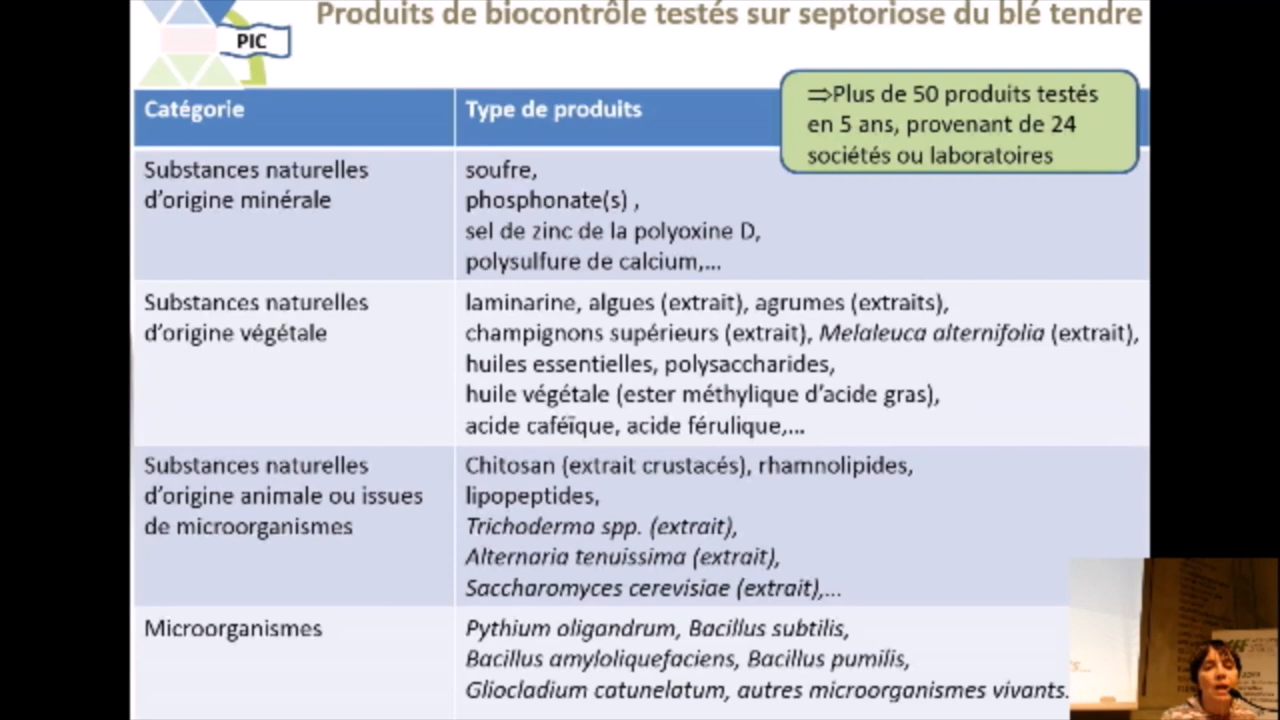 Produits de biocontrôle testés sur septoriose du blé tendre
PIC
⇒Plus de 50 produits testés
en 5 ans, provenant de 24
sociétés ou laboratoires
Catégorie
Type de produits
Substances naturelles
d'origine minérale
soufre,
phosphonate(s) ,
sel de zinc de la polyoxine D,
polysulfure de calcium,...
Substances naturelles
d'origine végétale
laminarine, algues (extrait), agrumes (extraits),
champignons supérieurs (extrait), Melaleuca alternifolia (extrait),
huiles essentielles, polysaccharides,
huile végétale (ester méthylique d'acide gras),
acide caféïque, acide férulique,...
Substances naturelles
d'origine animale ou issues
de microorganismes
Chitosan (extrait crustacés), rhamnolipides,
lipopeptides,
Trichoderma spp. (extrait),
Alternaria tenuissima (extrait),
Saccharomyces cerevisiae (extrait),...
Microorganismes
Pythium oligandrum, Bacillus subtilis,
Bacillus amyloliquefaciens, Bacillus pumilis,
Gliocladium catunelatum, autres microorganismes vivants.